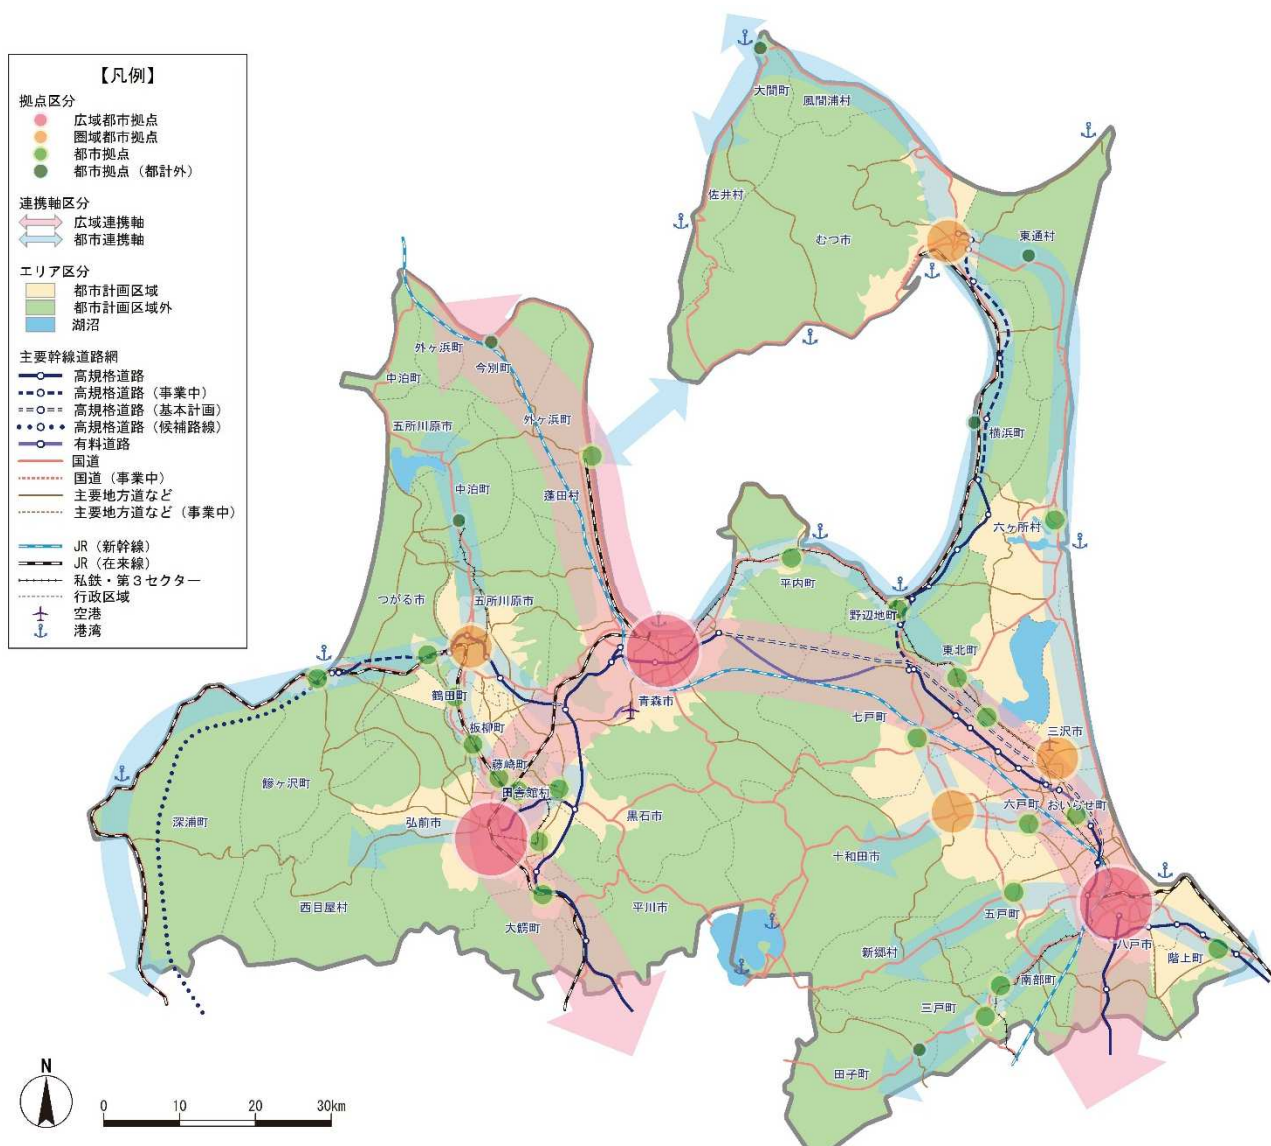 【凡例】
拠点区分
広域都市拠点
圏域都市拠点
都市拠点
都市拠点（都計外）
連携軸区分
広域連携軸
都市連携軸
エリア区分
都市計画区域
都市計画区域外
湖沼
主要幹線道路網
高規格道路
高規格道路（事業中）
高規格道路（基本計画）
高規格道路（候補路線）
有料道路
国道
国道（事業中）
主要地方道など
主要地方道など（事業中）
JR（新幹線）
JR（在来線）
私鉄・第３セクター
行政区域
空港
港湾
大間町
風間浦村
佐井村
むつ市
東通村
外ヶ浜町
今別町
中泊町
外ヶ浜町
五所川原市
横浜町
中泊町
蓬田村
六ヶ所村
平内町
つがる市
五所川原市
野辺地町
東北町
鶴田町
青森市
七戸町
板柳町
三沢市
藤崎町
鰺ヶ沢町
田舎館村
六戸町
おいらせ町
深浦町
弘前市
黒石市
十和田市
西目屋村
平川市
五戸町
大鰐町
八戸市
新郷村
階上町
南部町
三戸町
田子町
N
0
10
20
30km